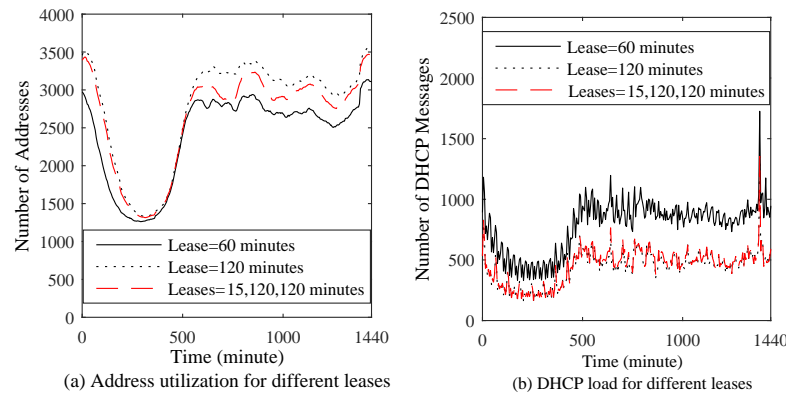 4000
3500
3000
2500
2000
1500
1000
500
0
Number of Addresses
Lease=60 minutes
Lease=120 minutes
Leases=15,120,120 minutes
0
500
1000
1440
Time (minute)
(a) Address utilization for different leases
2500
2000
1500
1000
500
0
Number of DHCP Messages
Lease=60 minutes
Lease=120 minutes
Leases=15,120,120 minutes
0
500
1000
1440
Time (minute)
(b) DHCP load for different leases